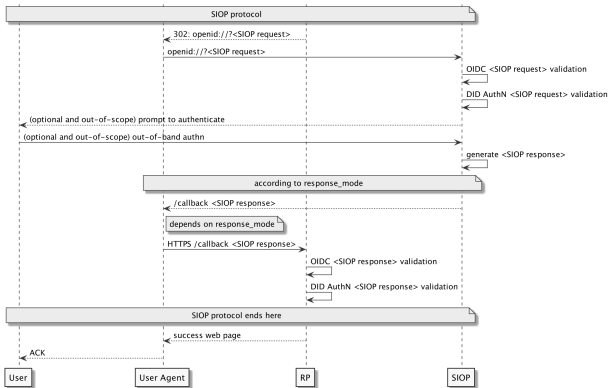 SIOP protocol
302: openid://?<SIOP request>
openid://?<SIOP request>
OIDC <SIOP request> validation
DID AuthN <SIOP request> validation
(optional and out-of-scope) prompt to authenticate
(optional and out-of-scope) out-of-band authn
generate <SIOP response>
according to response_mode
/callback <SIOP response>
depends on response_mode
HTTPS /callback <SIOP response>
OIDC <SIOP response> validation
DID AuthN <SIOP response> validation
SIOP protocol ends here
success web page
ACK
User
User Agent
RP
SIOP